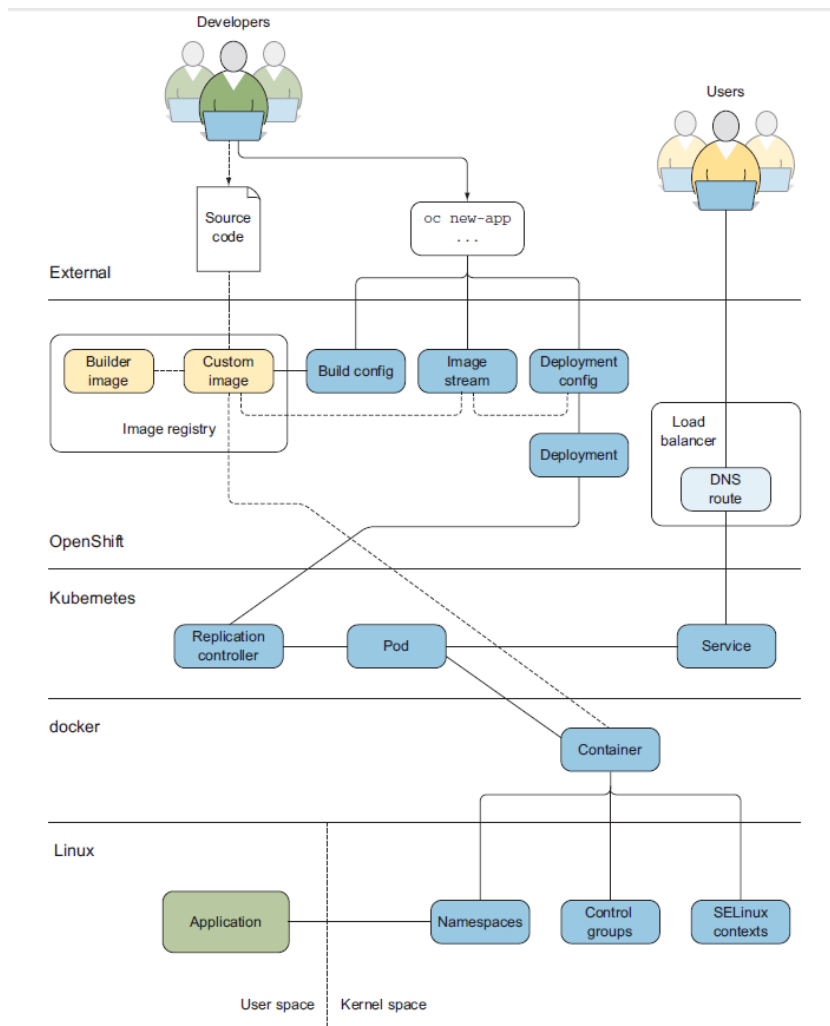 Developers
Users
Source
code
oc new-app
...
External
Builder
image
Custom
image
Build config
Image
stream
Deployment
config
Image registry
Load
balancer
Deployment
DNS
route
OpenShift
Kubernetes
Replication
controller
Pod
Service
docker
Container
Linux
Application
Namespaces
Control
groups
SELinux
contexts
User space
Kernel space